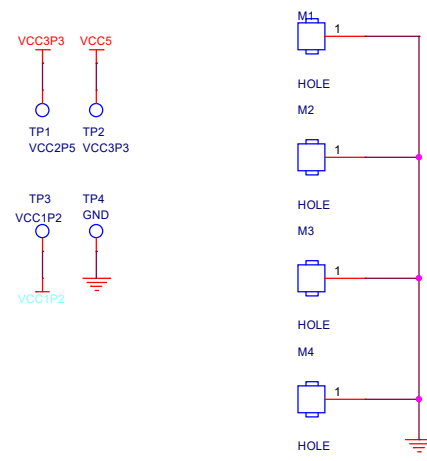 M1
1
HOLE
VCC3P3 VCC5
TP1 TP2
VCC2P5 VCC3P3
M2
1
HOLE
TP3 TP4
VCC1P2 GND
VCC1P2
M3
1
HOLE
M4
1
HOLE